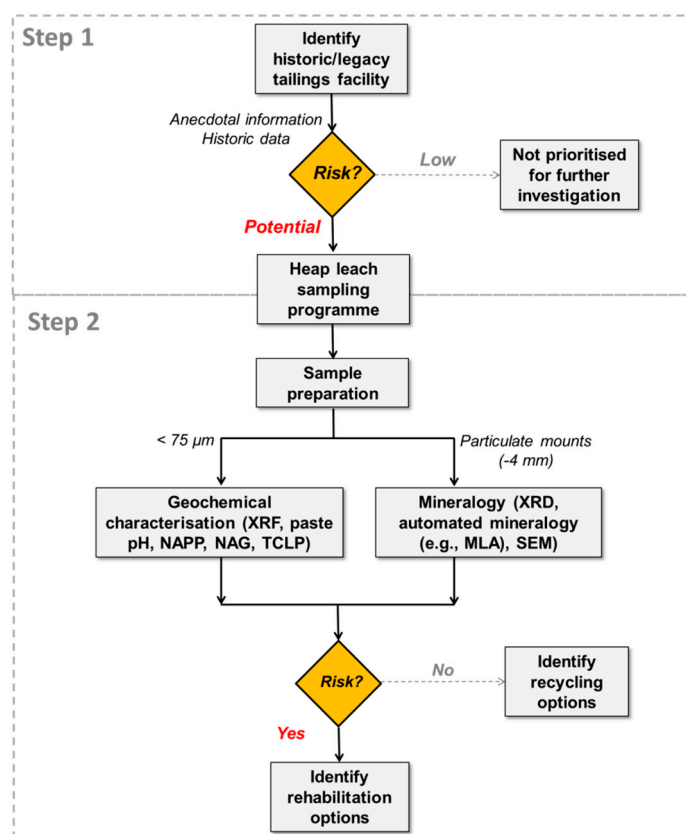 Step 1
Identify
historic/legacy
tailings facility
Anecdotal information
Historic data
Risk?
Low
Not prioritised
for further
investigation
Potential
Heap leach
sampling
programme
Step 2
Sample
preparation
< 75 µm
Particulate mounts
(-4 mm)
Geochemical
characterisation (XRF, paste
pH, NAPP, NAG, TCLP)
Mineralogy (XRD,
automated mineralogy
(e.g., MLA), SEM)
Risk?
No
Identify
recycling
options
Yes
Identify
rehabilitation
options